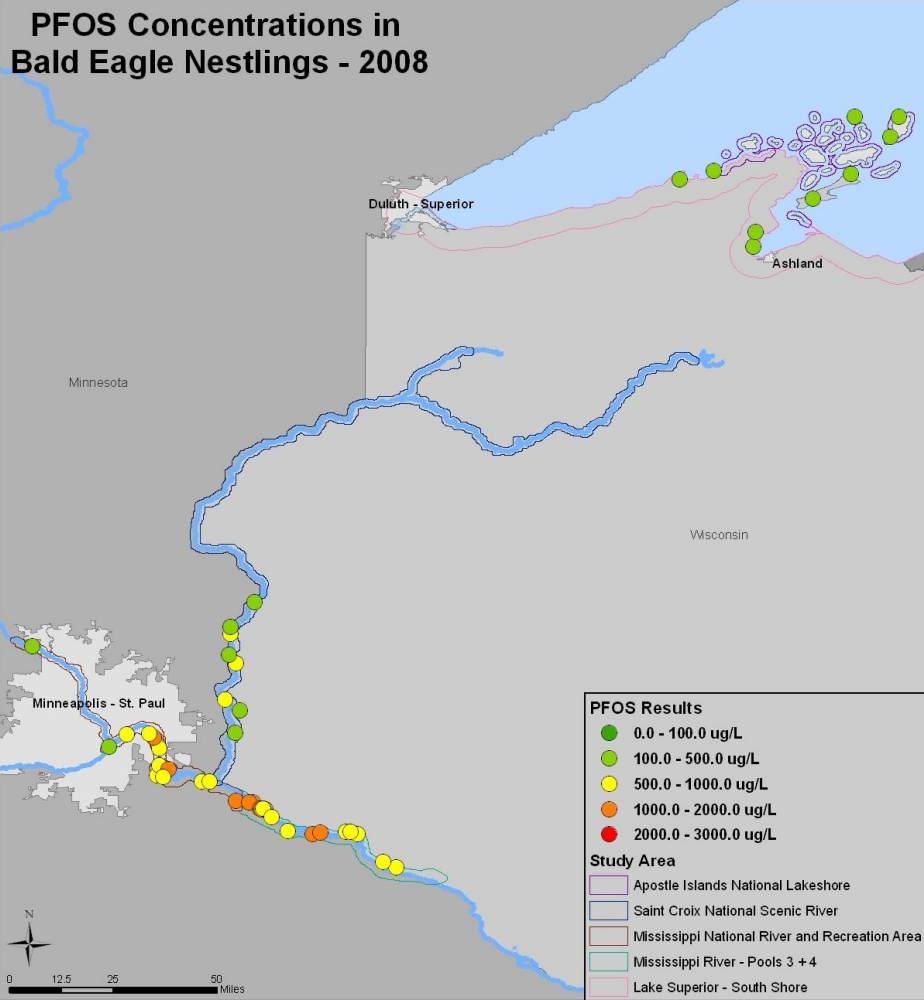 PFOS Concentrations in
Bald Eagle Nestlings - 2008
Duluth - Superior
Ashland
Minnesota
Wisconsin
Minneapolis - St. Paul
PFOS Results
0.0 - 100.0 ug/L
100.0 - 500.0 ug/L
500.0 - 1000.0 ug/L
1000.0 - 2000.0 ug/L
2000.0 - 3000.0 ug/L
Study Area
Apostle Islands National Lakeshore
Saint Croix National Scenic River
Mississippi National River and Recreation Area
Mississippi River - Pools 3 + 4
Lake Superior - South Shore
N
0 12.5 25 50
Miles